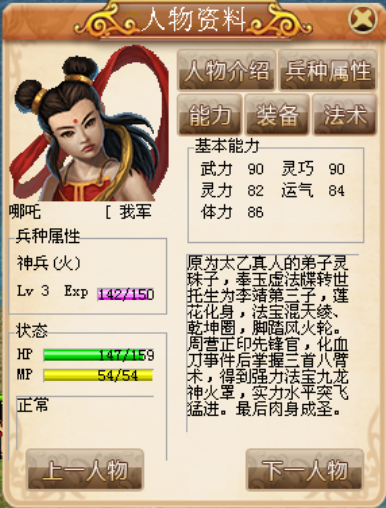 人物资料
人物介绍 兵种属性
能力 装备 法术
哪吒 [ 我军
基本能力
武力 90 灵巧 90
灵力 82 运气 84
体力 86
兵种属性
神兵(火)
Lv 3 Exp 142/150
状态
HP 147/159
MP 54/54
正常
原为太乙真人的弟子灵
珠子，奉玉虚法牒转世
托生为李靖第三子，莲
花化身，法宝混天绫、
乾坤圈，脚踏风火轮。
周营正印先锋官，化血
刀事件后掌握三首八臂
术，得到强力法宝九龙
神火罩，实力水平突飞
猛进。最后肉身成圣。
上一人物 下一人物